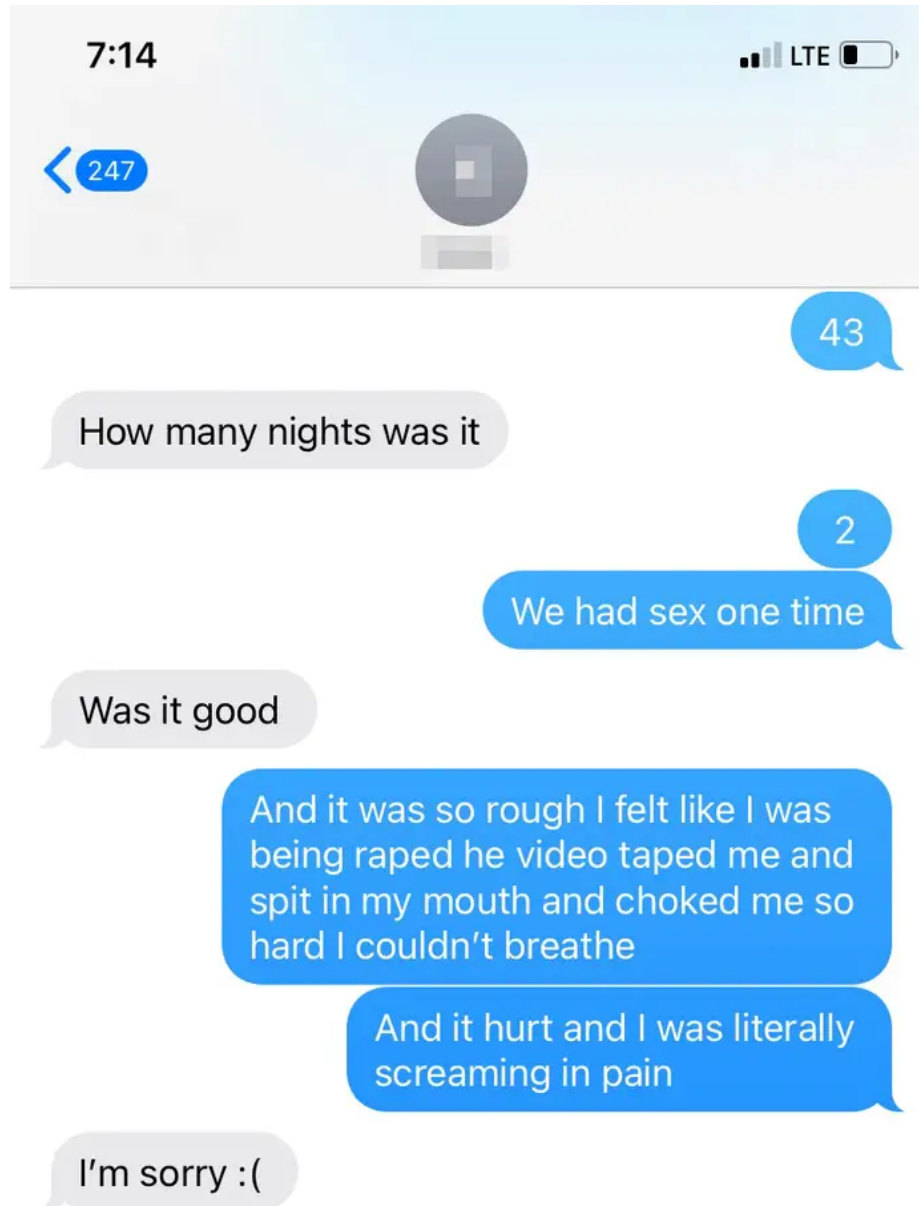 7:14
LTE
247
43
How many nights was it
2
We had sex one time
Was it good
And it was so rough I felt like I was
being raped he video taped me and
spit in my mouth and choked me so
hard I couldn’t breathe
And it hurt and I was literally
screaming in pain
I’m sorry :(